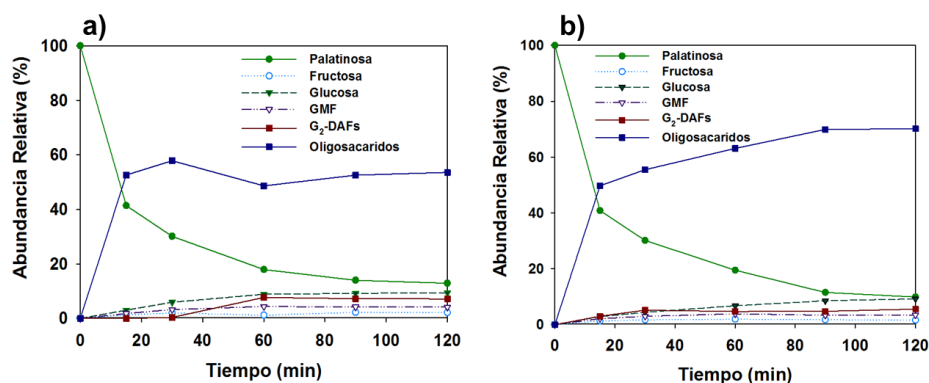 a)
Abundancia Relativa (%)
100
80
60
40
20
0
Palatinosa
Fructosa
Glucosa
GMF
G₂-DAFs
Oligosacaridos
0 20 40 60 80 100 120
Tiempo (min)
b)
Abundancia Relativa (%)
100
80
60
40
20
0
Palatinosa
Fructosa
Glucosa
GMF
G₂-DAFs
Oligosacaridos
0 20 40 60 80 100 120
Tiempo (min)